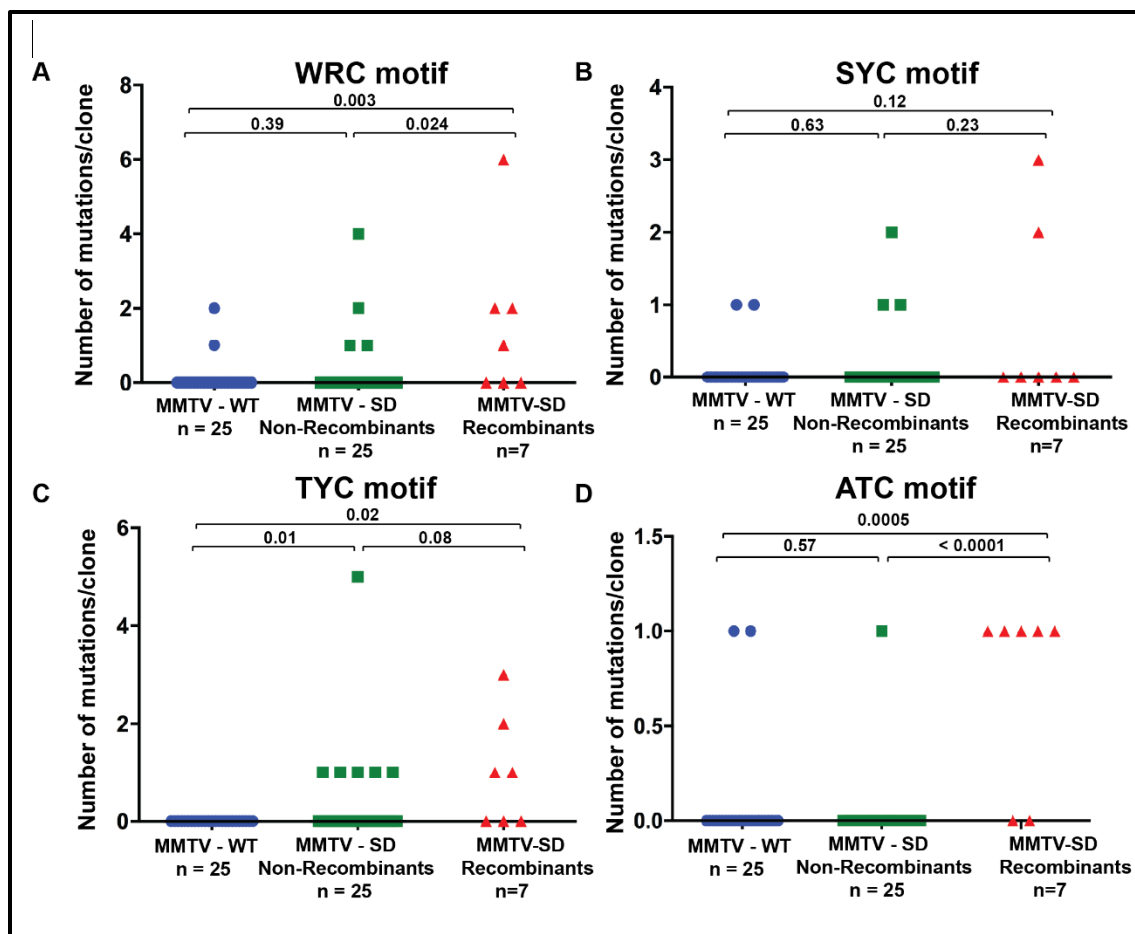 A
WRC motif
Number of mutations/clone
8
6
4
2
0
0.003
0.39
0.024
MMTV - WT
n = 25
MMTV - SD
Non-Recombinants
n = 25
MMTV-SD
Recombinants
n=7
B
SYC motif
Number of mutations/clone
4
3
2
1
0
0.12
0.63
0.23
MMTV - WT
n = 25
MMTV - SD
Non-Recombinants
n = 25
MMTV-SD
Recombinants
n=7
C
TYC motif
Number of mutations/clone
6
4
2
0
0.02
0.01
0.08
MMTV - WT
n = 25
MMTV - SD
Non-Recombinants
n = 25
MMTV-SD
Recombinants
n=7
D
ATC motif
Number of mutations/clone
1.5
1.0
0.5
0.0
0.0005
0.57
< 0.0001
MMTV - WT
n = 25
MMTV - SD
Non-Recombinants
n = 25
MMTV-SD
Recombinants
n=7